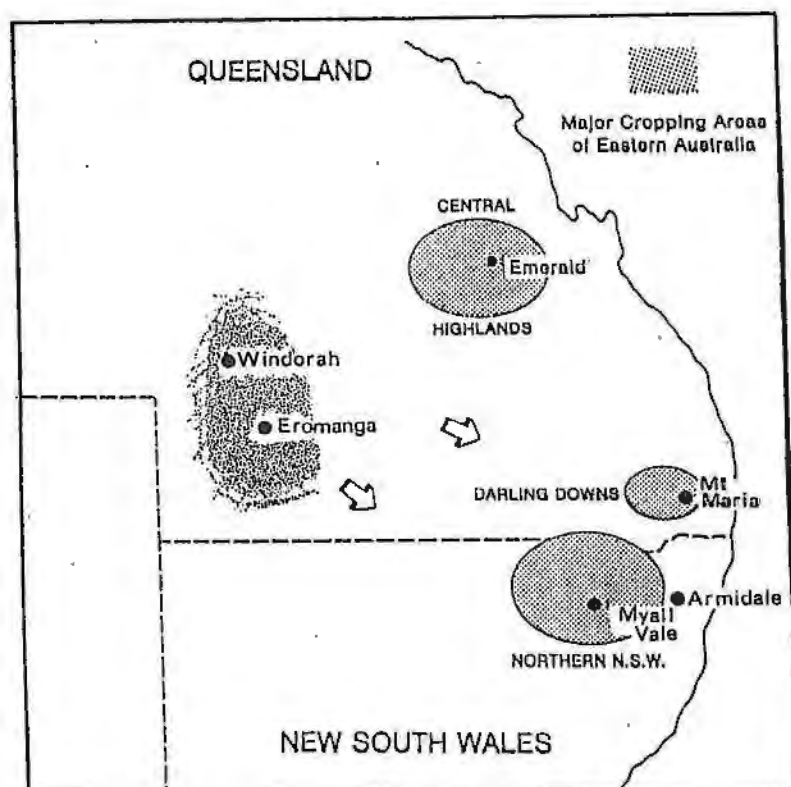 QUEENSLAND
Major Cropping Areas
of Eastern Australia
CENTRAL
Emerald
HIGHLANDS
Windorah
Eromanga
DARLING DOWNS
Mt
Maria
Armidale
Myall
Vale
NORTHERN N.S.W.
NEW SOUTH WALES